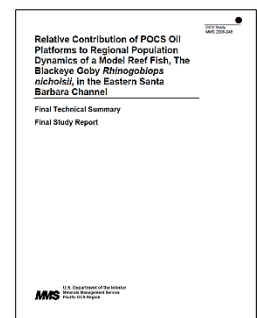 OCS Study
MMS 2006-048
Relative Contribution of POCS Oil
Platforms to Regional Population
Dynamics of a Model Reef Fish, The
Blackeye Goby Rhinogobiops
nicholsii, in the Eastern Santa
Barbara Channel
Final Technical Summary
Final Study Report
MMS
U.S. Department of the Interior
Minerals Management Service
Pacific OCS Region